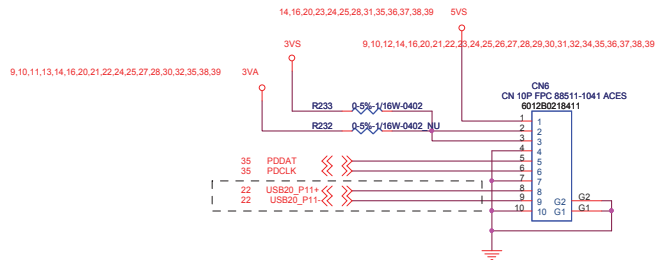 14,16,20,23,24,25,28,31,35,36,37,38,39 5VS
3VS 9,10,12,14,16,20,21,22,23,24,25,26,27,28,29,30,31,32,34,35,36,37,38,39
9,10,11,13,14,16,20,21,22,24,25,27,28,30,32,35,38,39 3VA
CN6
CN 10P FPC 88511-1041 ACES
6012B0218411
R233 0-5%-1/16W-0402
R232 0-5%-1/16W-0402_NU
1 1
2 2
3 3
4 4
35 PDDAT 5 5
35 PDCLK 6 6
7 7
22 USB20_P11+ 8 8
22 USB20_P11- 9 9 G2 G2
10 10 G1 G1